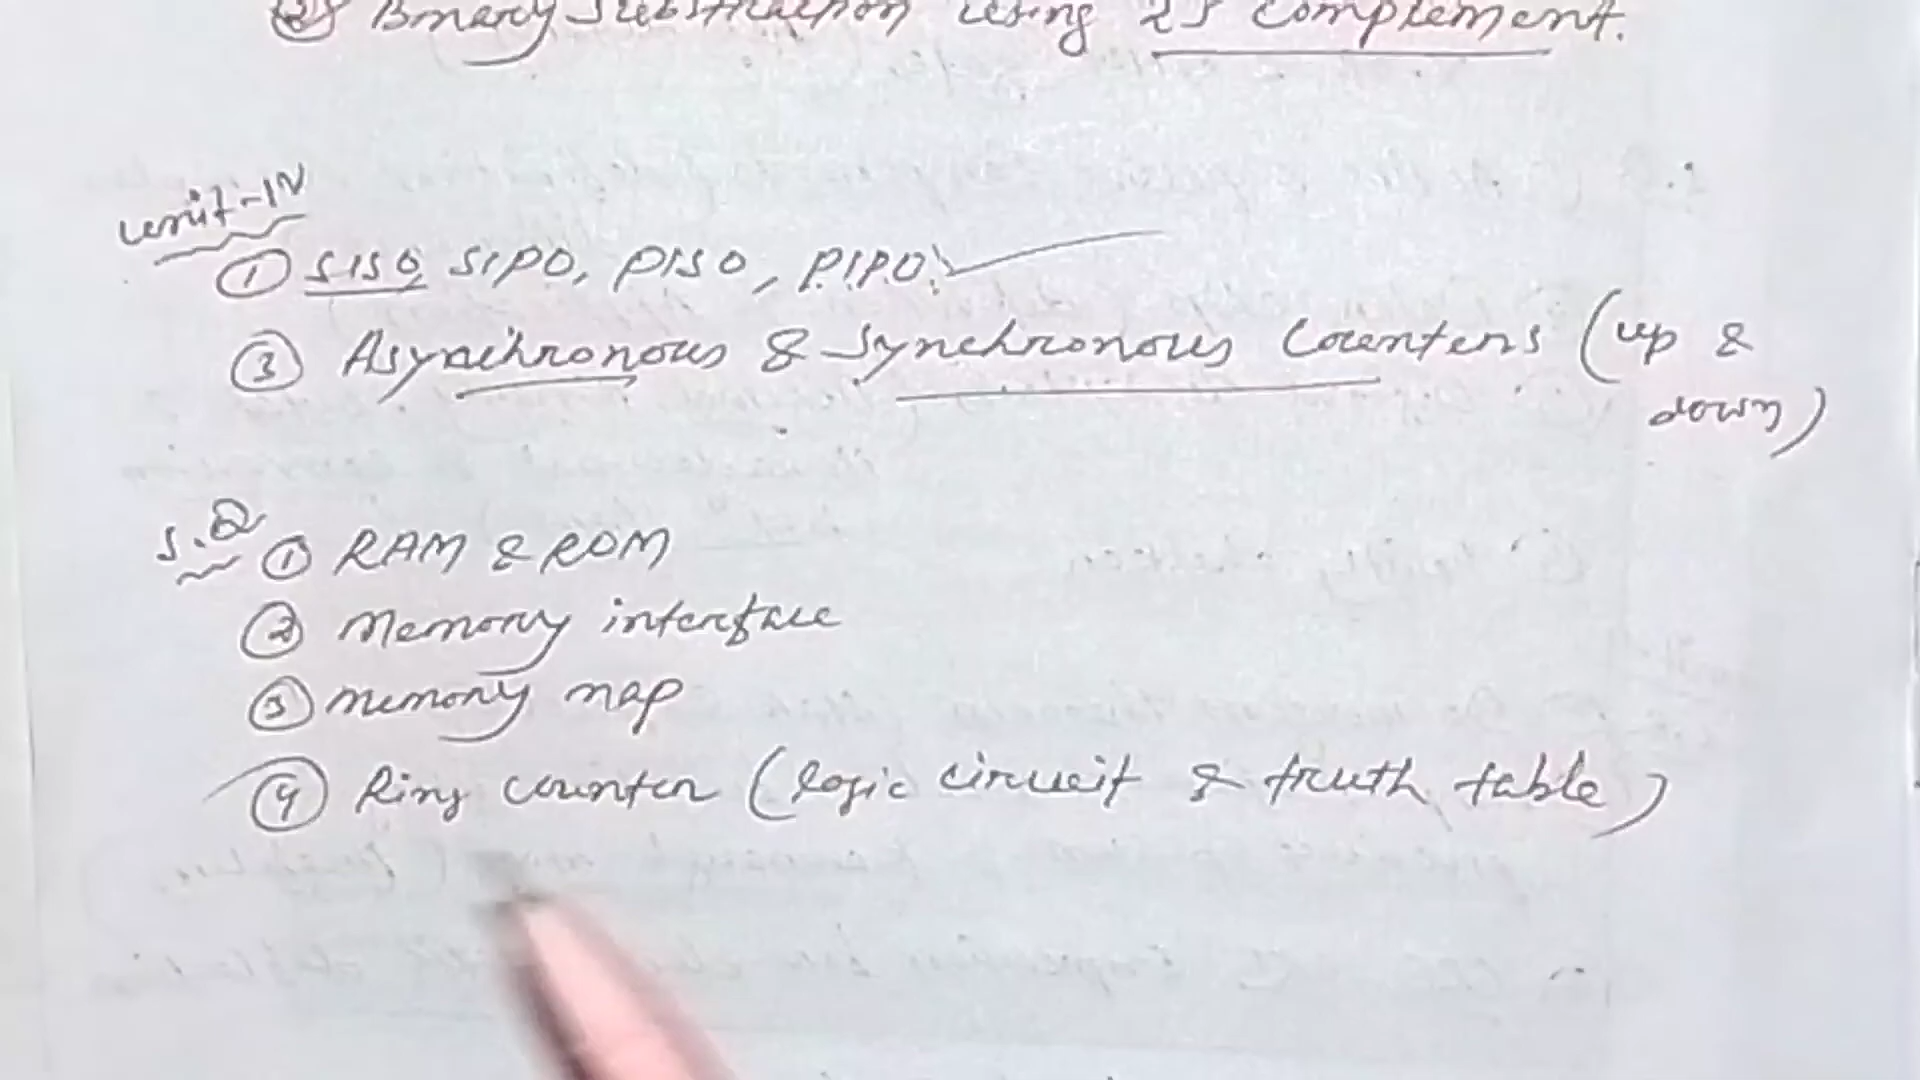 ② Binary Substraction using 2's complement.
unit-IV
① SISO, SIPO, PISO, P.I.P.O.
③ Asynchronous & Synchronous Counters (up &
down)
S.Q ① RAM & ROM
② Memory interface
③ memory map
④ Ring counter (logic circuit & truth table)